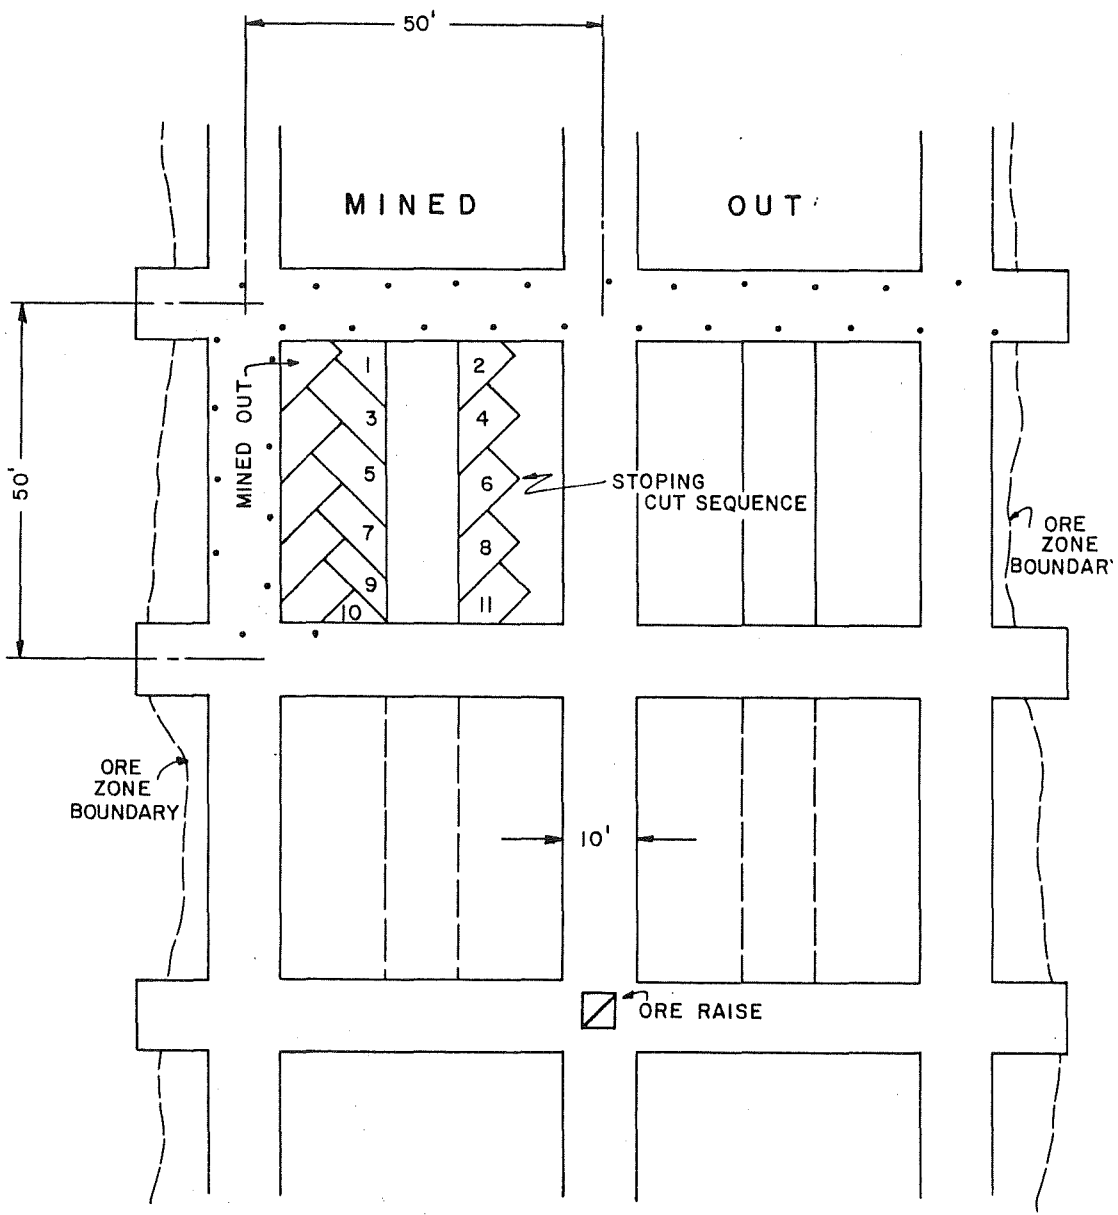 50'
MINED OUT
50'
MINED OUT
1
2
3
4
5
6
7
8
9
10
11
STOPING
CUT SEQUENCE
ORE
ZONE
BOUNDARY
ORE
ZONE
BOUNDARY
10'
ORE RAISE